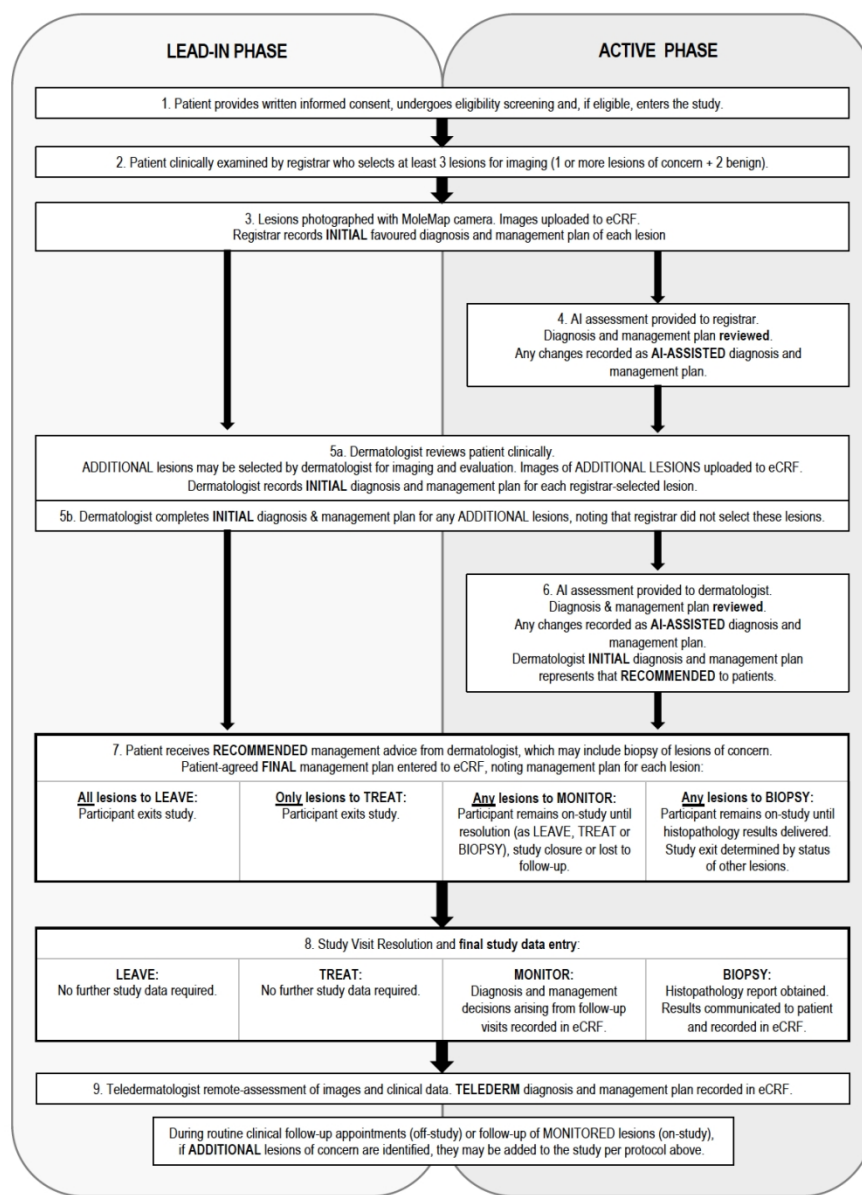 LEAD-IN PHASE
ACTIVE PHASE
1. Patient provides written informed consent, undergoes eligibility screening and, if eligible, enters the study.
2. Patient clinically examined by registrar who selects at least 3 lesions for imaging (1 or more lesions of concern + 2 benign).
3. Lesions photographed with MoleMap camera. Images uploaded to eCRF.
Registrar records INITIAL favoured diagnosis and management plan of each lesion
4. AI assessment provided to registrar.
Diagnosis and management plan reviewed.
Any changes recorded as AI-ASSISTED diagnosis and
management plan.
5a. Dermatologist reviews patient clinically.
ADDITIONAL lesions may be selected by dermatologist for imaging and evaluation. Images of ADDITIONAL LESIONS uploaded to eCRF.
Dermatologist records INITIAL diagnosis and management plan for each registrar-selected lesion.
5b. Dermatologist completes INITIAL diagnosis & management plan for any ADDITIONAL lesions, noting that registrar did not select these lesions.
6. AI assessment provided to dermatologist.
Diagnosis & management plan reviewed.
Any changes recorded as AI-ASSISTED diagnosis and
management plan.
Dermatologist INITIAL diagnosis and management plan
represents that RECOMMENDED to patients.
7. Patient receives RECOMMENDED management advice from dermatologist, which may include biopsy of lesions of concern.
Patient-agreed FINAL management plan entered to eCRF, noting management plan for each lesion:
All lesions to LEAVE:
Participant exits study.
Only lesions to TREAT:
Participant exits study.
Any lesions to MONITOR:
Participant remains on-study until
resolution (as LEAVE, TREAT or
BIOPSY), study closure or lost to
follow-up.
Any lesions to BIOPSY:
Participant remains on-study until
histopathology results delivered.
Study exit determined by status
of other lesions.
8. Study Visit Resolution and final study data entry:
LEAVE:
No further study data required.
TREAT:
No further study data required.
MONITOR:
Diagnosis and management
decisions arising from follow-up
visits recorded in eCRF.
BIOPSY:
Histopathology report obtained.
Results communicated to patient
and recorded in eCRF.
9. Teledermatologist remote-assessment of images and clinical data. TELEDERM diagnosis and management plan recorded in eCRF.
During routine clinical follow-up appointments (off-study) or follow-up of MONITORED lesions (on-study),
if ADDITIONAL lesions of concern are identified, they may be added to the study per protocol above.